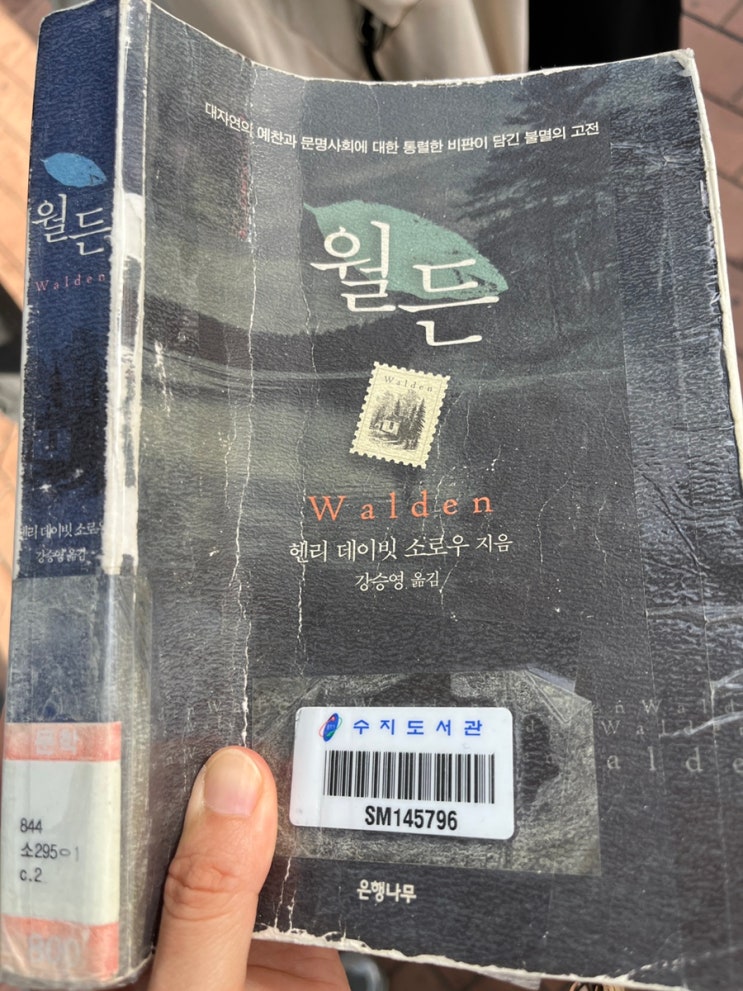 대자연의 예찬과 문명사회에 대한 통렬한 비판이 담긴 불멸의 고전
월든
Walden
Walden
헨리 데이빗 소로우 지음
강승영 옮김
수지도서관
SM145796
은행나무
월든
Walden
헨리 데이빗 소로우
강승영 옮김
문학
844
소295ㅇㅣ
c.2
800